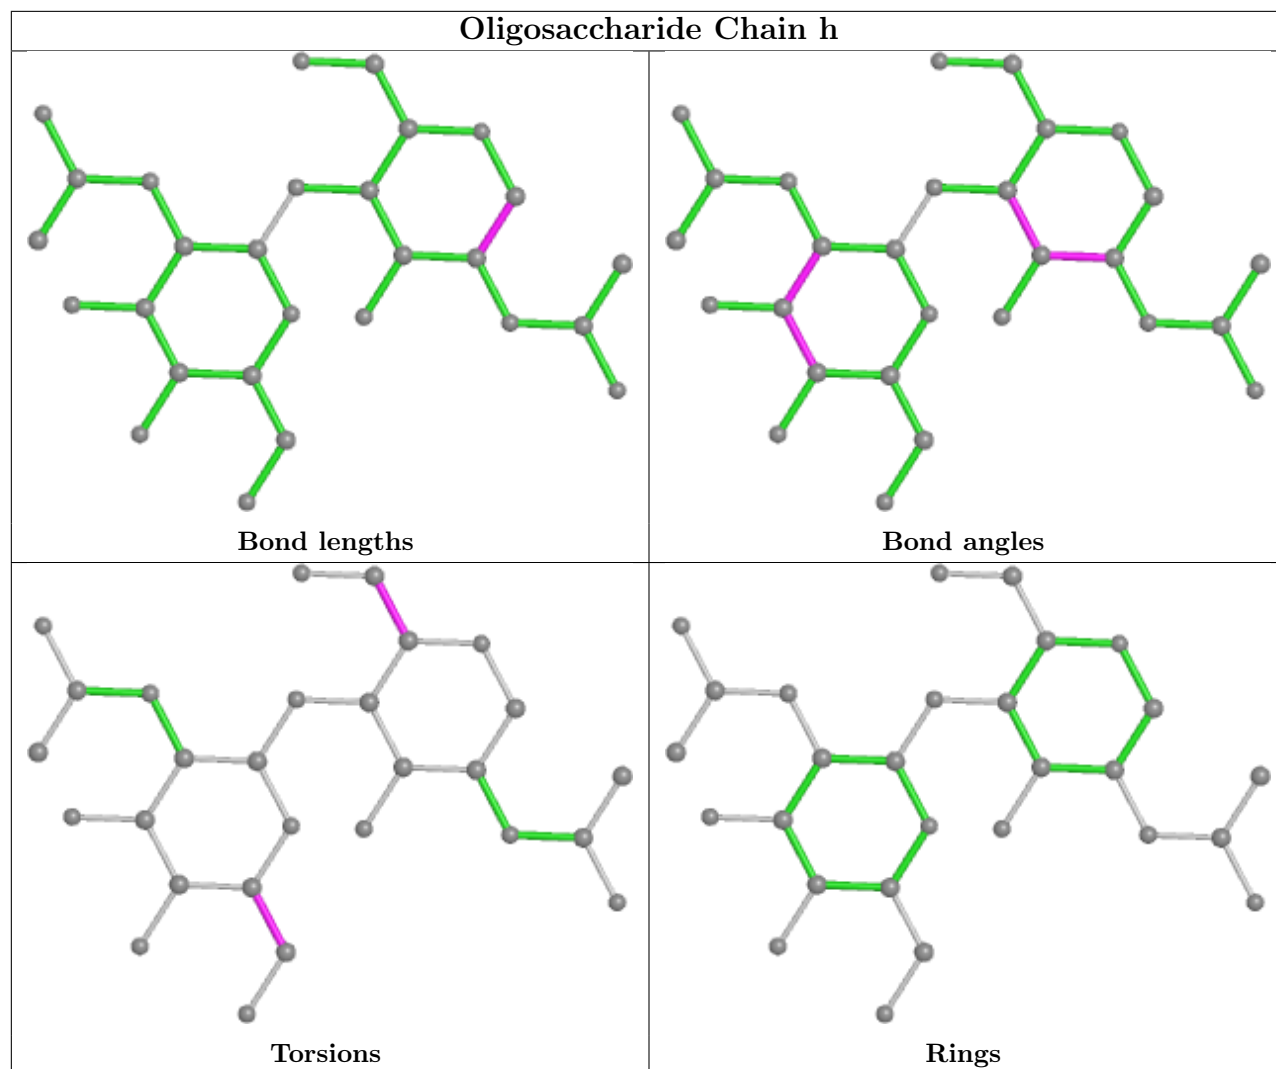 Oligosaccharide Chain h
Bond lengths
Bond angles
Torsions
Rings